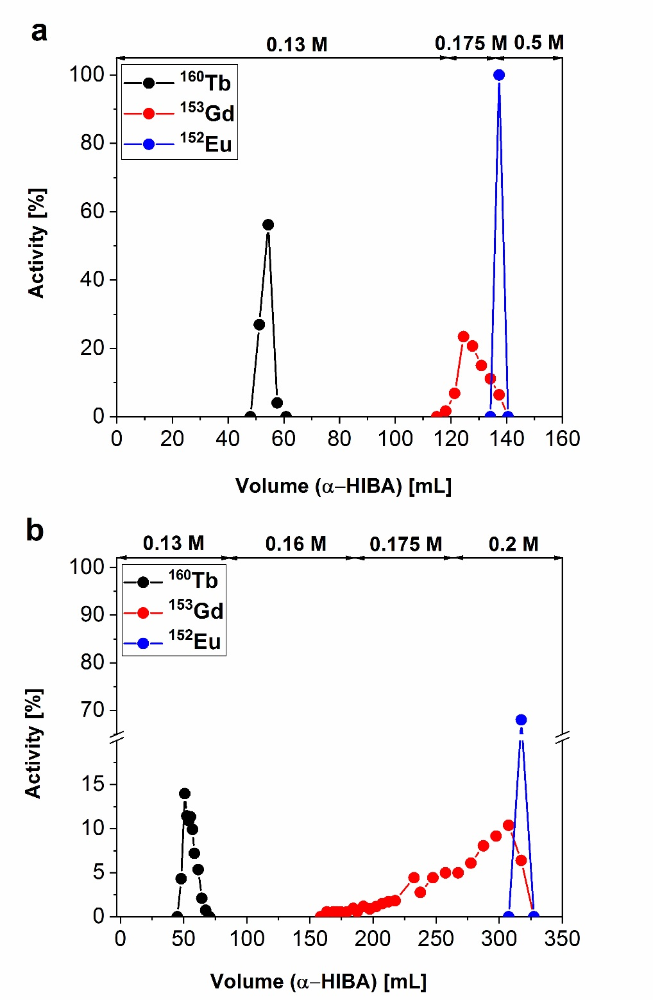 a
0.13 M 0.175 M 0.5 M
100
80
60
40
20
0
¹⁶⁰Tb
¹⁵³Gd
¹⁵²Eu
Activity [%]
0 20 40 60 80 100 120 140 160
Volume (α−HIBA) [mL]
b
0.13 M 0.16 M 0.175 M 0.2 M
100
90
80
70
15
10
5
0
¹⁶⁰Tb
¹⁵³Gd
¹⁵²Eu
Activity [%]
0 50 100 150 200 250 300 350
Volume (α−HIBA) [mL]